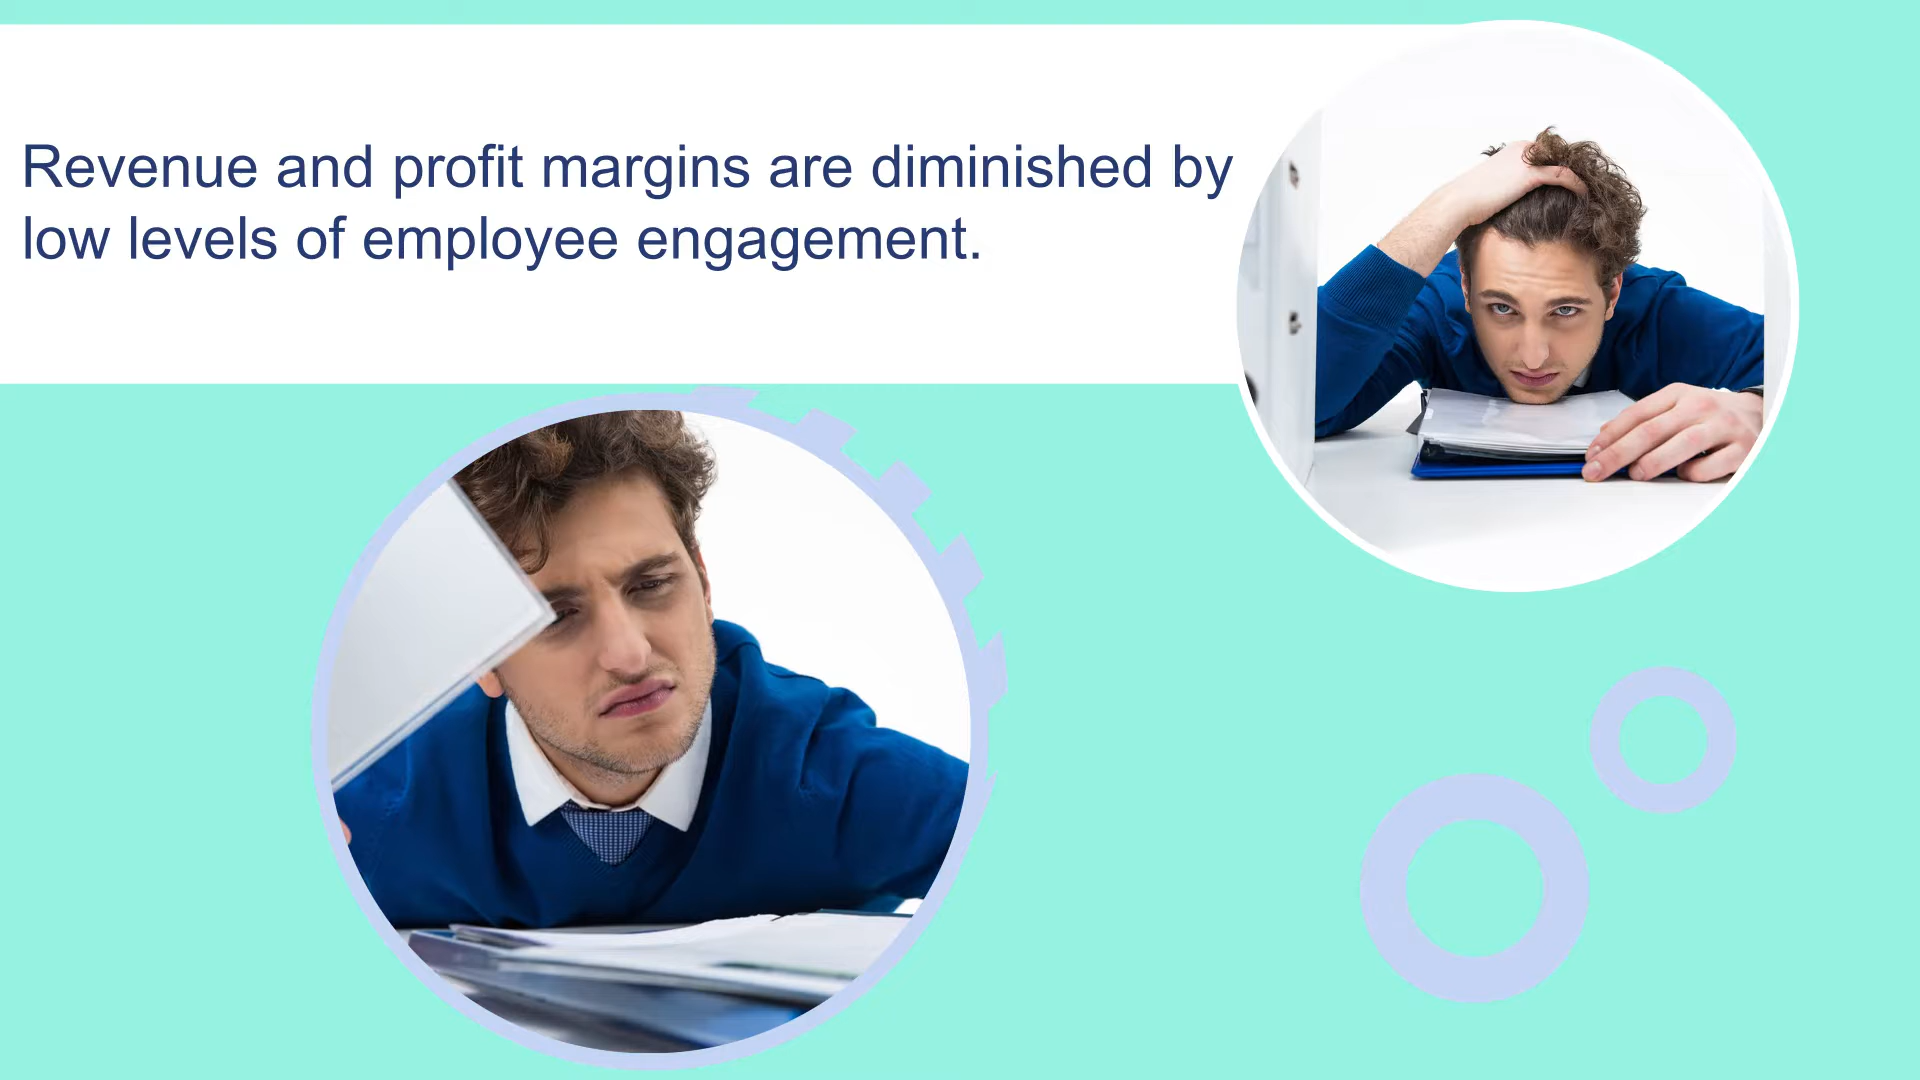 Revenue and profit margins are diminished by
low levels of employee engagement.